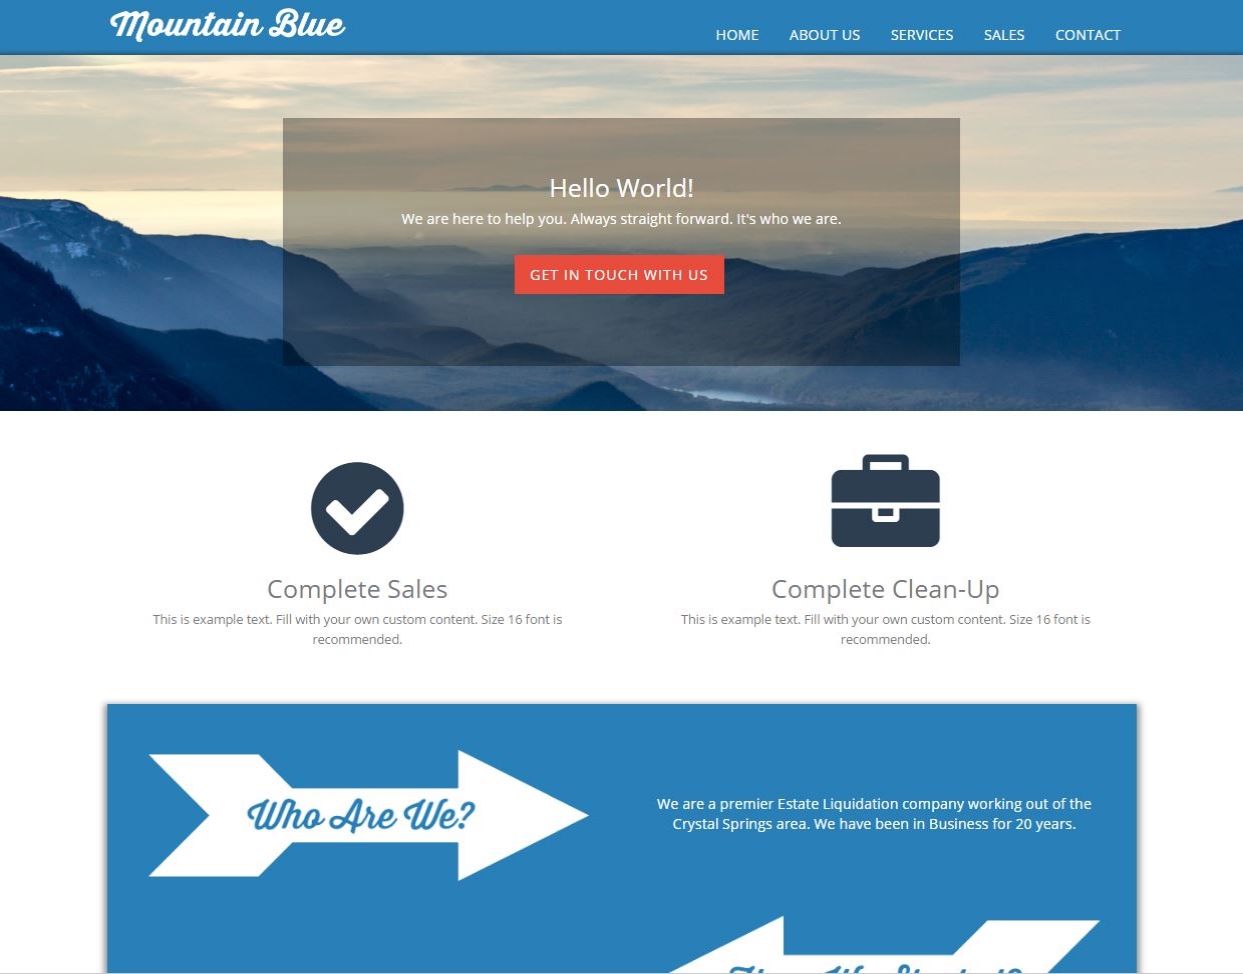 Mountain Blue
HOME ABOUT US SERVICES SALES CONTACT
Hello World!
We are here to help you. Always straight forward. It's who we are.
GET IN TOUCH WITH US
Complete Sales
This is example text. Fill with your own custom content. Size 16 font is
recommended.
Complete Clean-Up
This is example text. Fill with your own custom content. Size 16 font is
recommended.
Who Are We?
We are a premier Estate Liquidation company working out of the
Crystal Springs area. We have been in Business for 20 years.